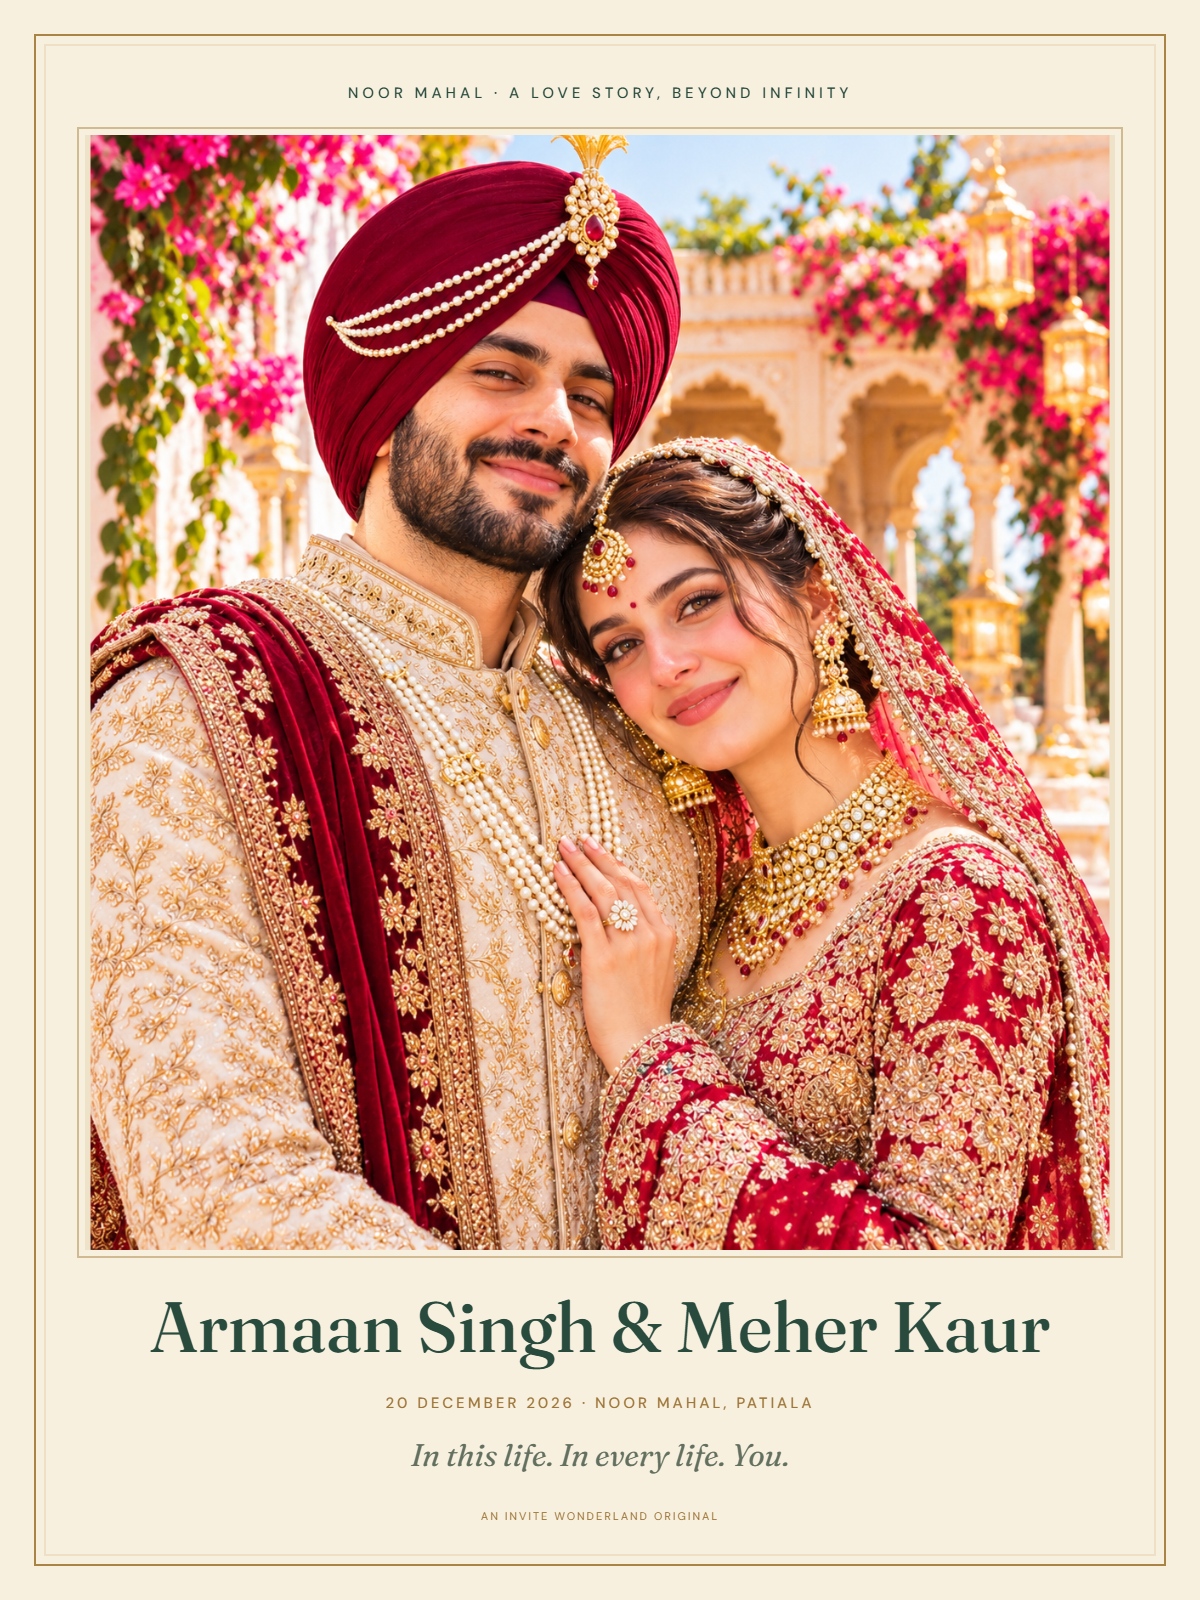 NOOR MAHAL · A LOVE STORY, BEYOND INFINITY
Armaan Singh & Meher Kaur
20 DECEMBER 2026 · NOOR MAHAL, PATIALA
In this life. In every life. You.
AN INVITE WONDERLAND ORIGINAL